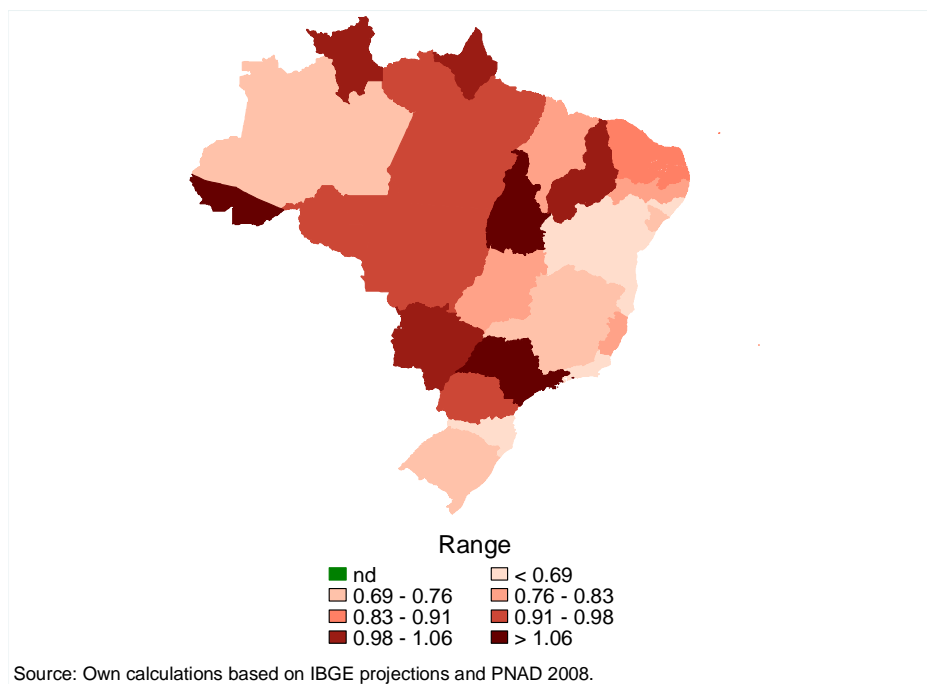 Range
nd < 0.69
0.69 - 0.76 0.76 - 0.83
0.83 - 0.91 0.91 - 0.98
0.98 - 1.06 > 1.06
Source: Own calculations based on IBGE projections and PNAD 2008.